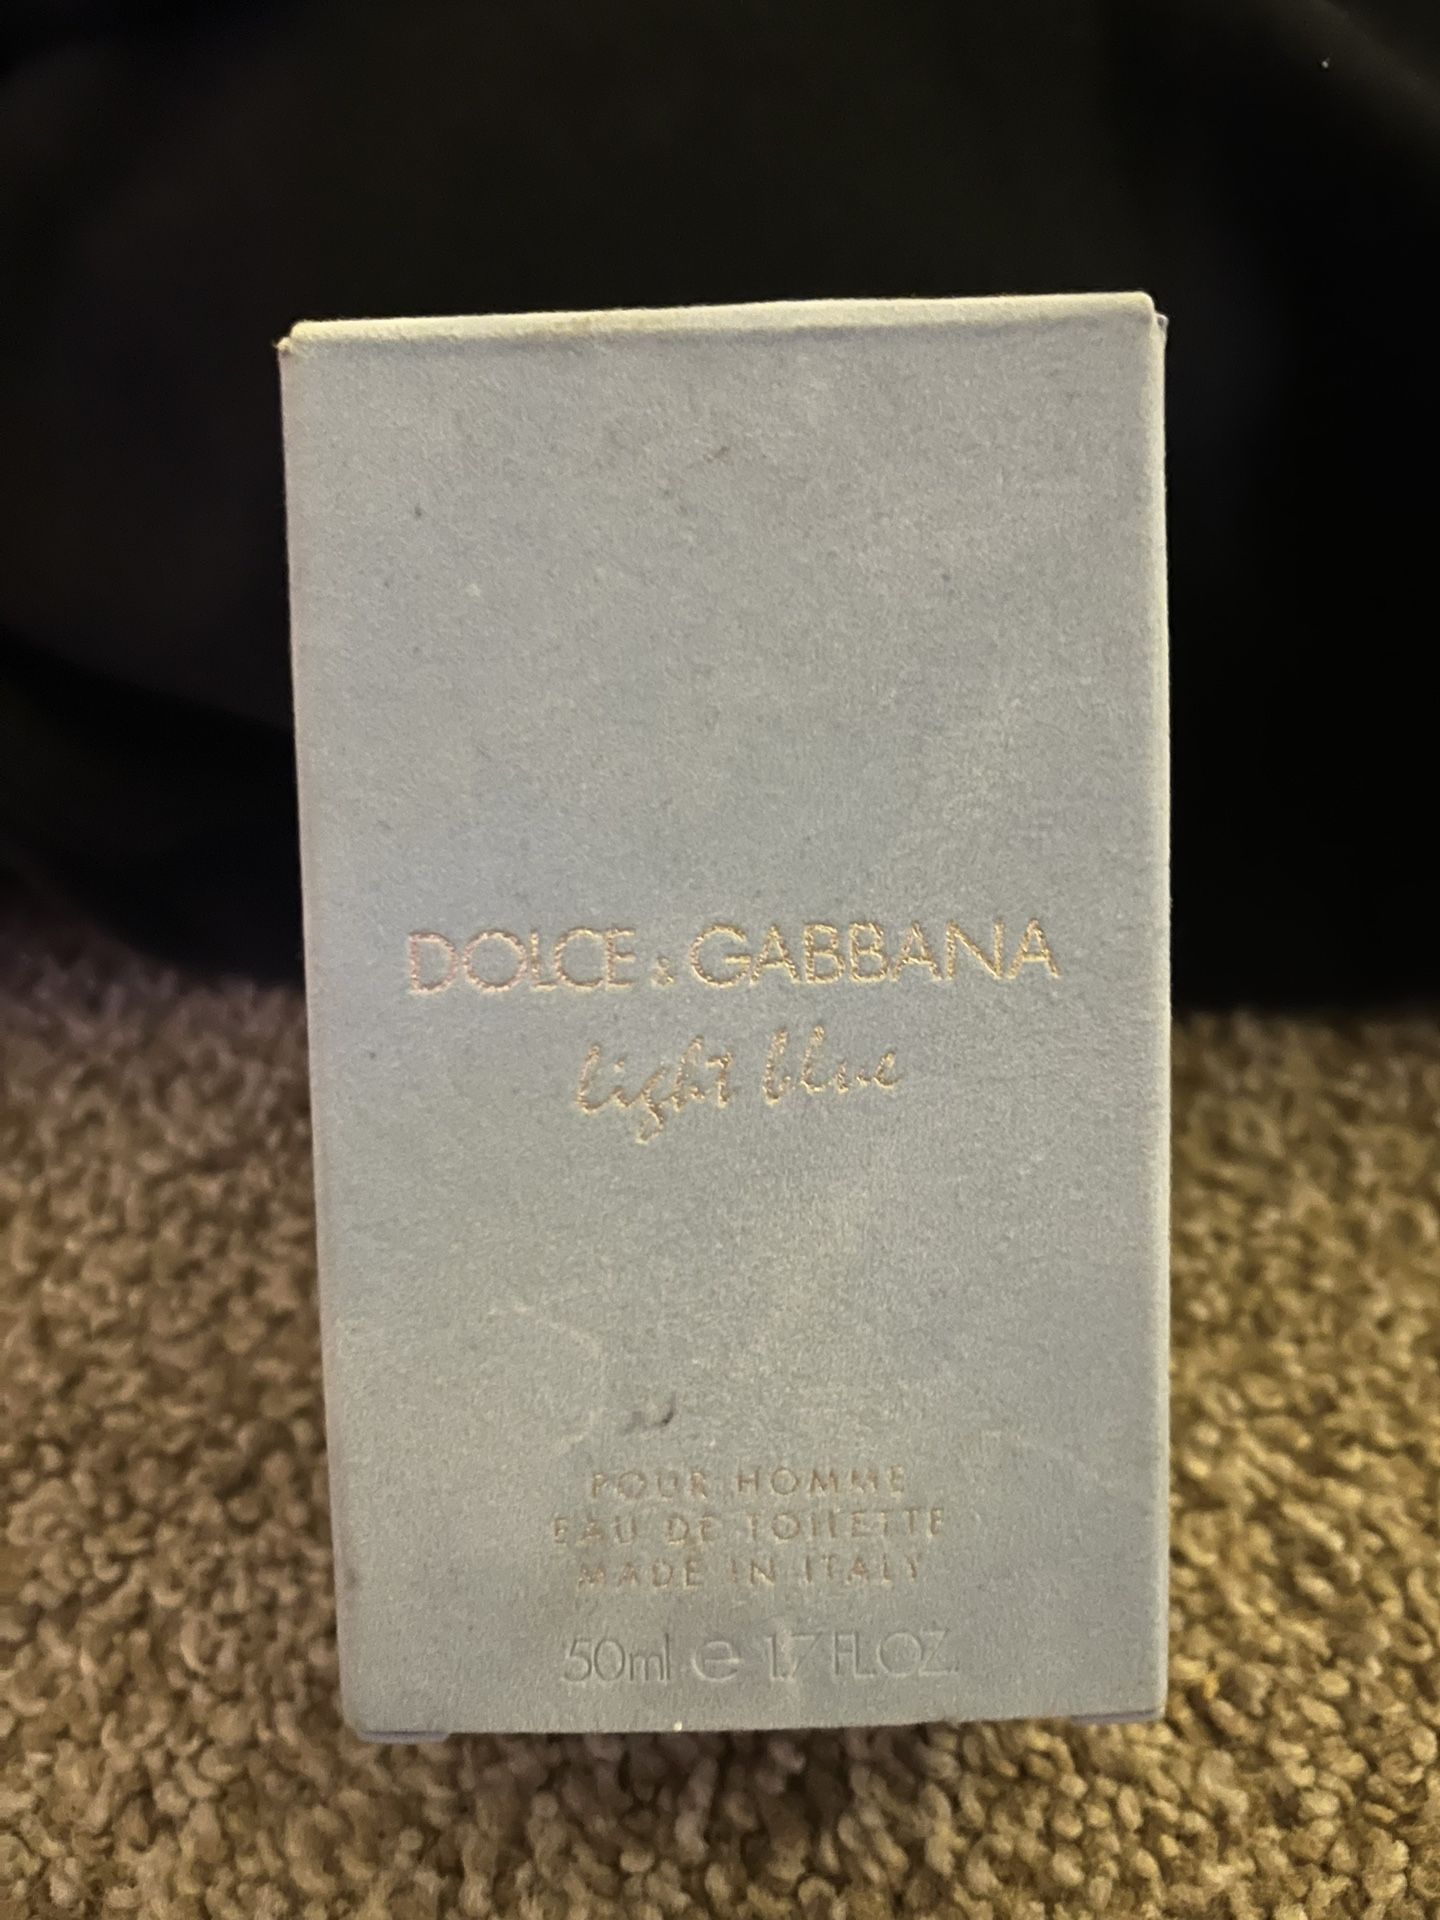 DOLCE & GABBANA
light blue
POUR HOMME
EAU DE TOILETTE
MADE IN ITALY
50ml e 1.7 FL.OZ.